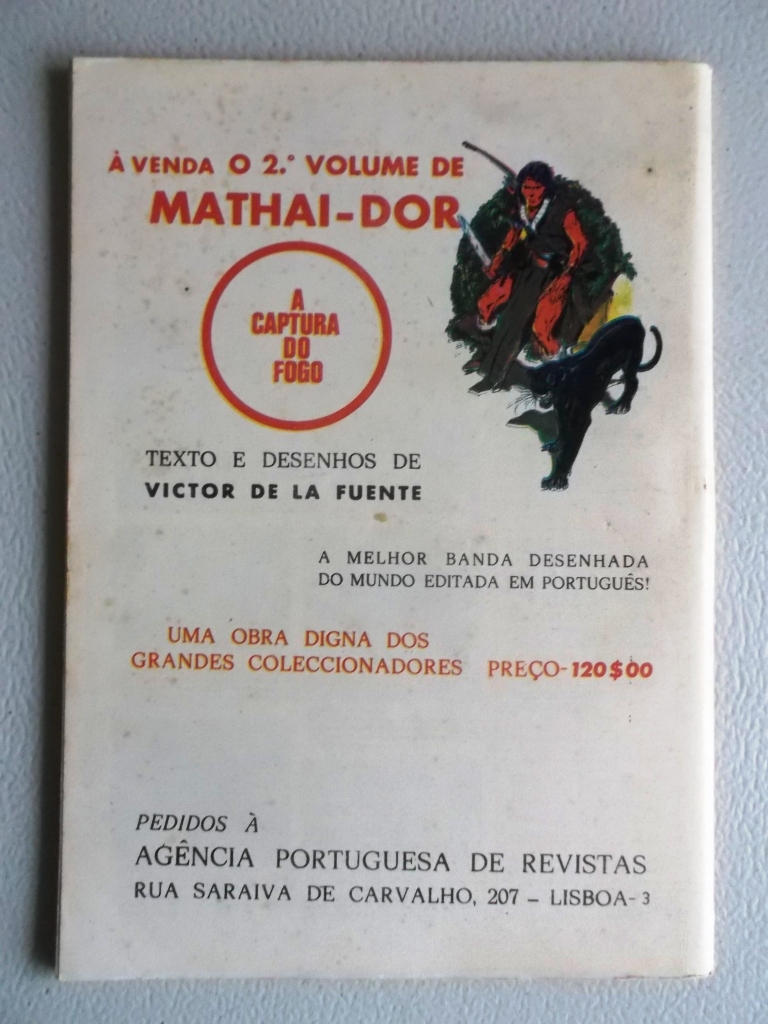 À VENDA O 2.º VOLUME DE
MATHAI-DOR
A
CAPTURA
DO
FOGO
TEXTO E DESENHOS DE
VICTOR DE LA FUENTE
A MELHOR BANDA DESENHADA
DO MUNDO EDITADA EM PORTUGUÊS!
UMA OBRA DIGNA DOS
GRANDES COLECCIONADORES PREÇO-120$00
PEDIDOS À
AGÊNCIA PORTUGUESA DE REVISTAS
RUA SARAIVA DE CARVALHO, 207 – LISBOA-3